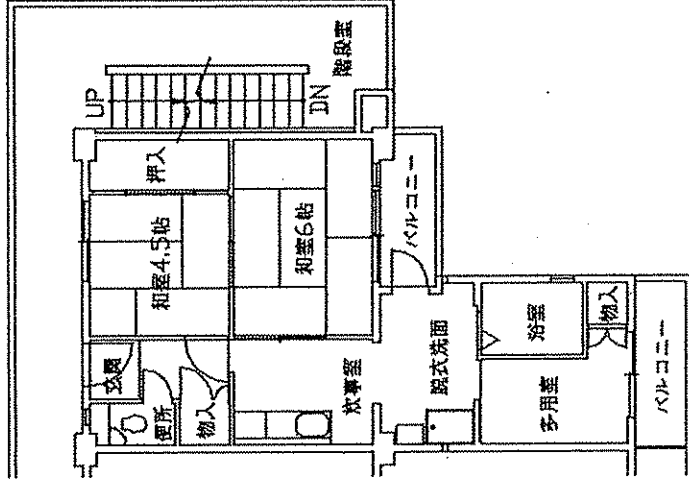 階段室
UP
DN
押入
和室4,5帖
和室6帖
バルコニー
玄関
便所
物入
炊事室
脱衣洗面
浴室
物入
多用室
バルコニー